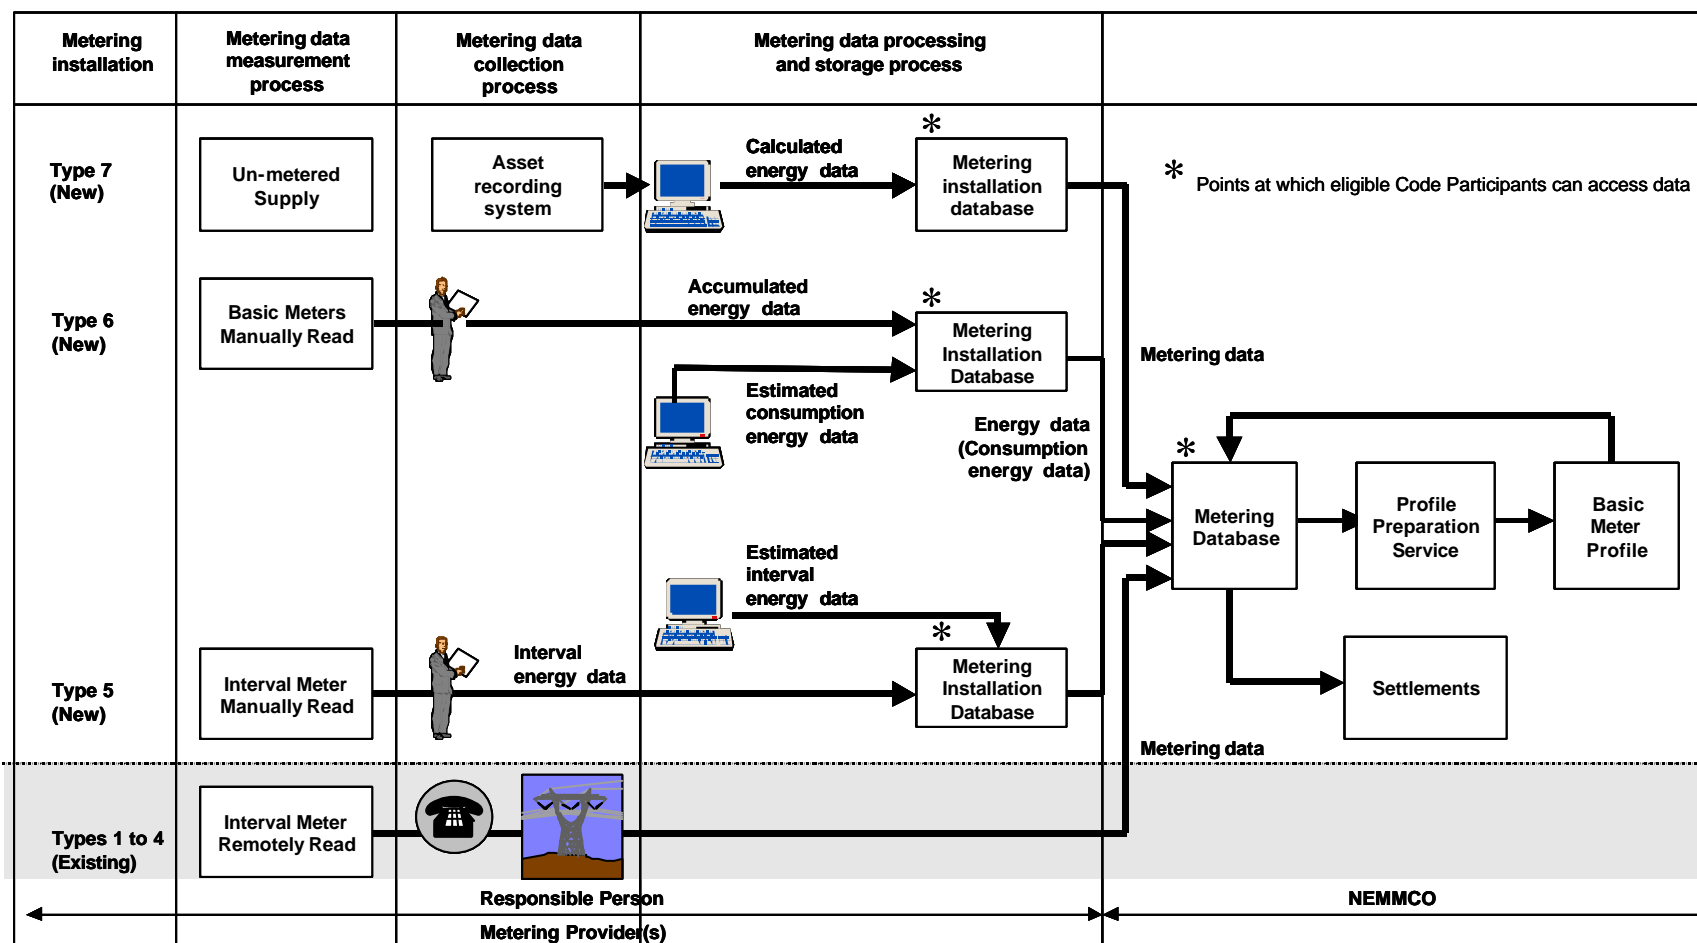 Metering
installation
Metering data
measurement
process
Metering data
collection
process
Metering data processing
and storage process
Type 7
(New)
Un-metered
Supply
Asset
recording
system
Calculated
energy data
*
Metering
installation
database
* Points at which eligible Code Participants can access data
Type 6
(New)
Basic Meters
Manually Read
Accumulated
energy data
*
Metering
Installation
Database
Estimated
consumption
energy data
Metering data
Energy data
(Consumption
energy data)
*
Metering
Database
Profile
Preparation
Service
Basic
Meter
Profile
Estimated
interval
energy data
Type 5
(New)
Interval Meter
Manually Read
Interval
energy data
*
Metering
Installation
Database
Settlements
Metering data
Types 1 to 4
(Existing)
Interval Meter
Remotely Read
Responsible Person
NEMMCO
Metering Provider(s)